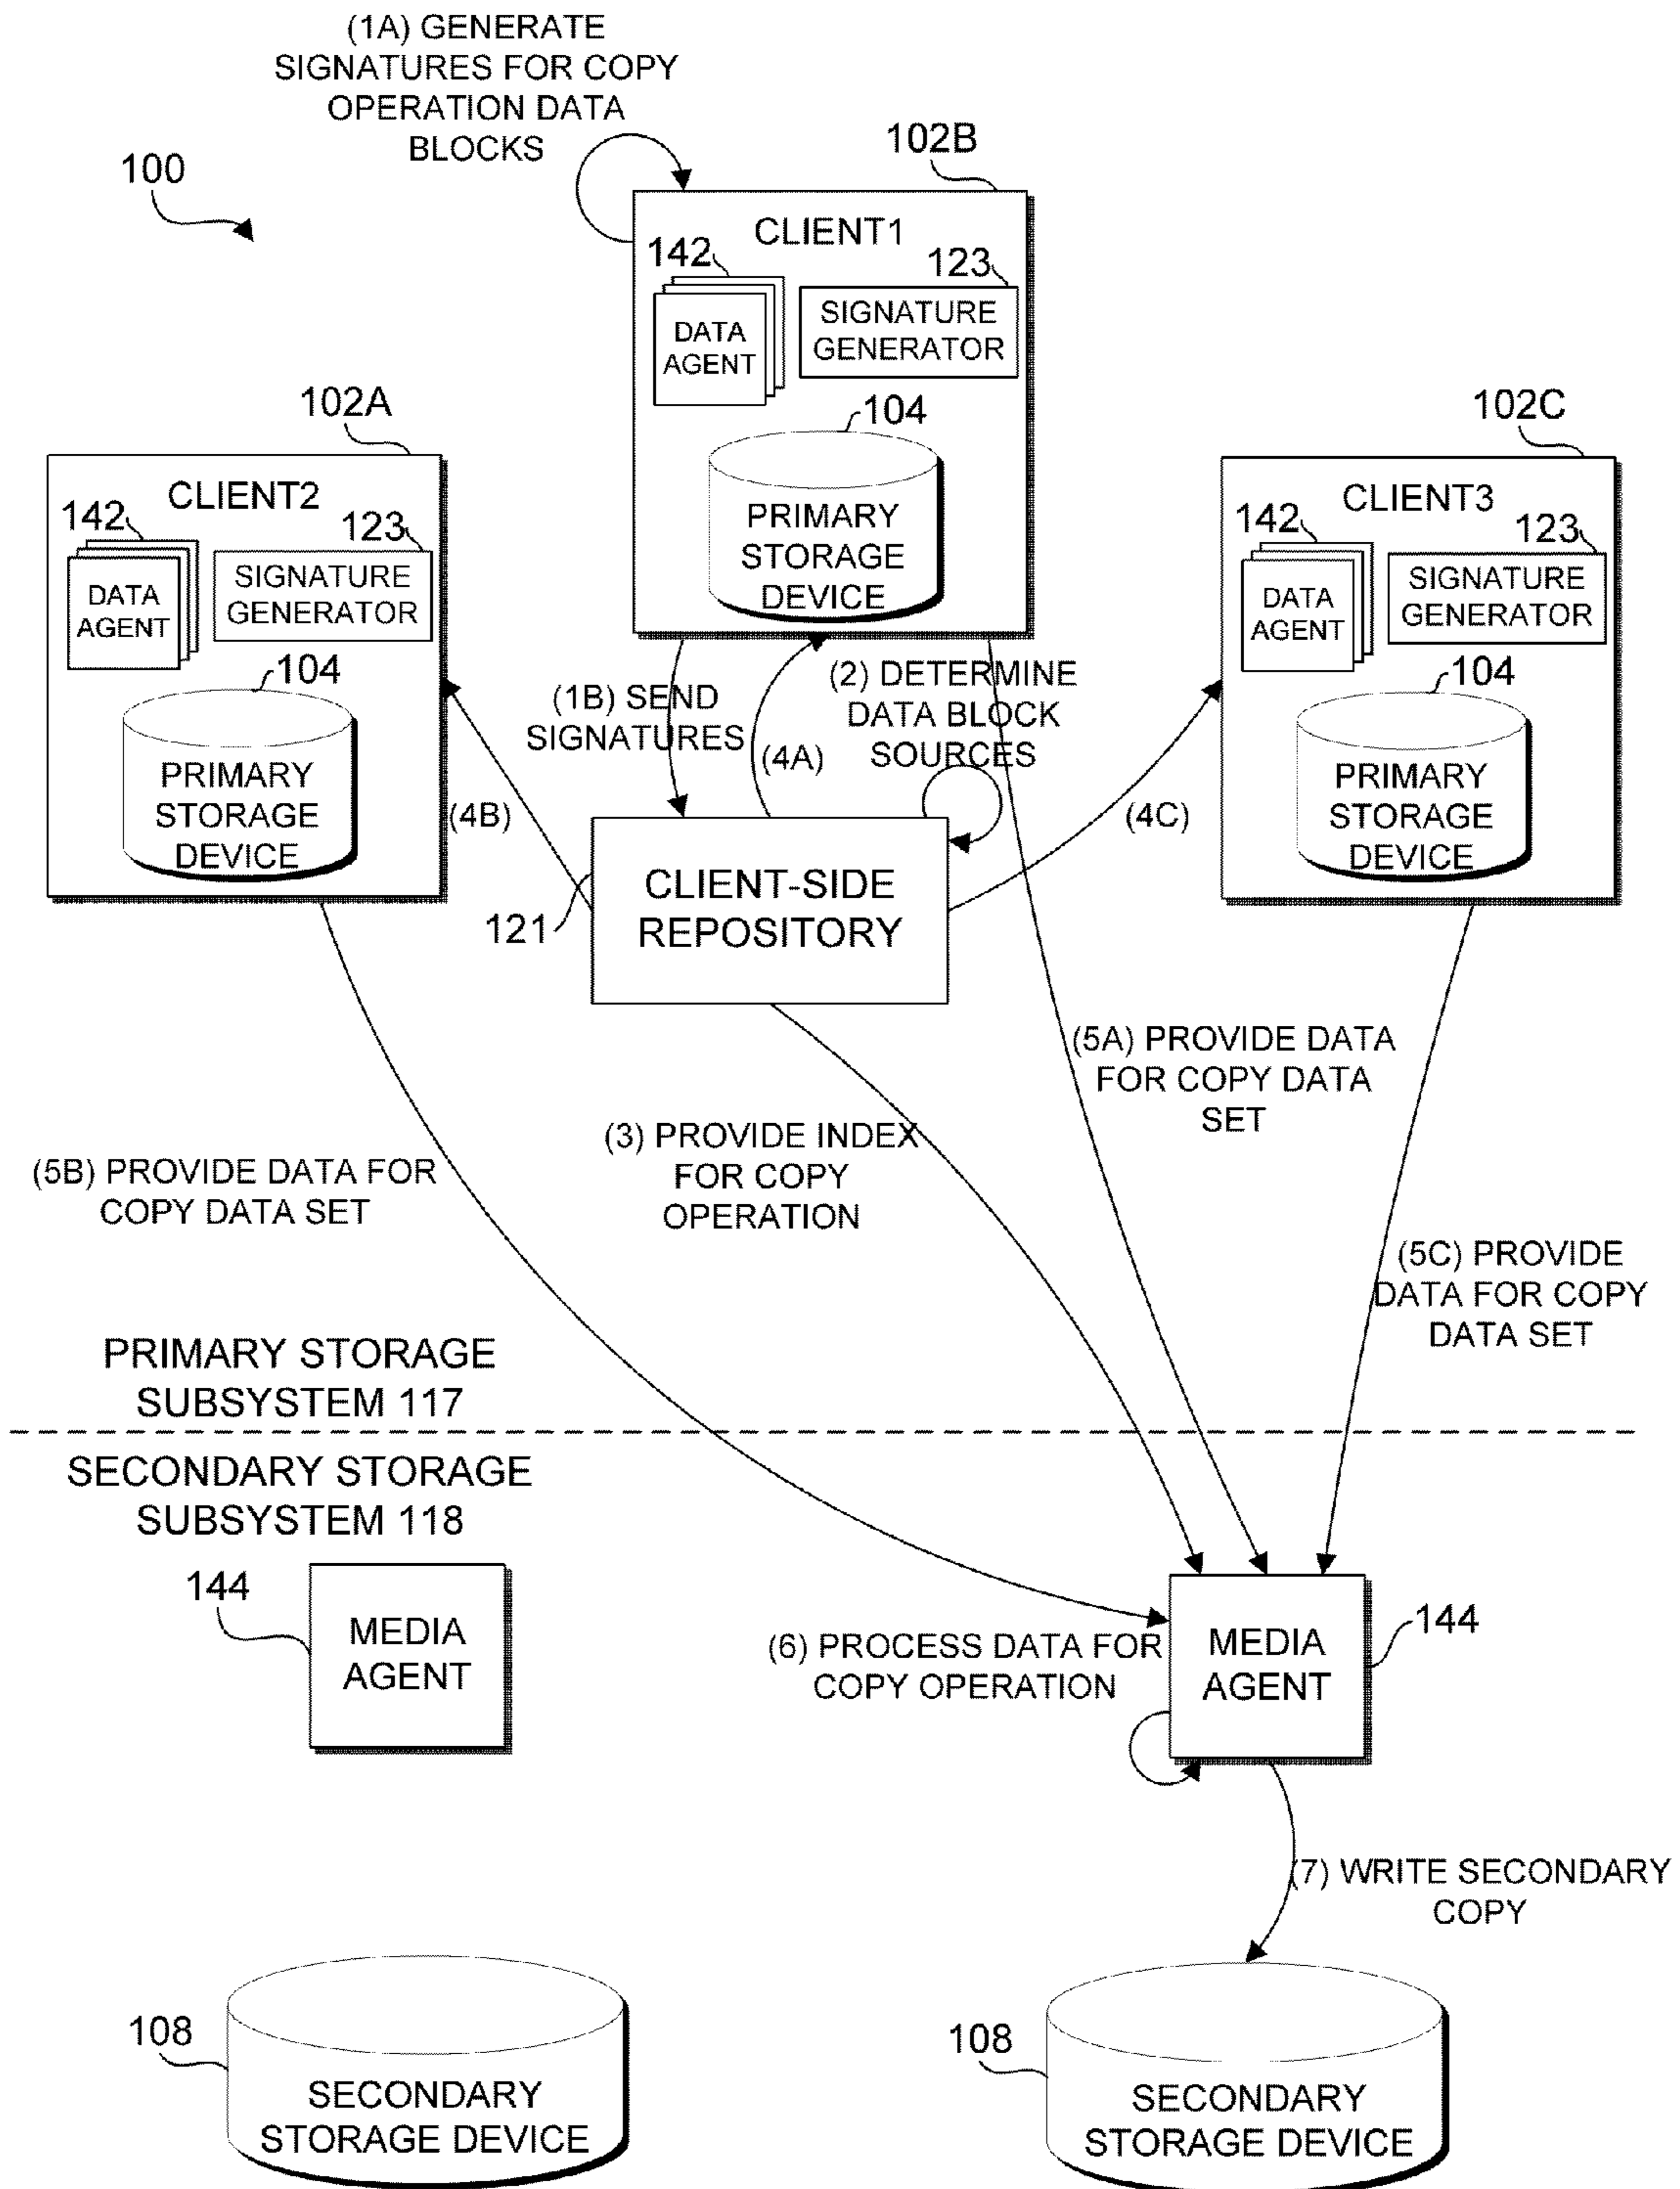 (1A) GENERATE
SIGNATURES FOR COPY
OPERATION DATA
BLOCKS
100
102B
CLIENT1
142
123
DATA
AGENT
SIGNATURE
GENERATOR
104
PRIMARY
STORAGE
DEVICE
102A
CLIENT2
142
123
DATA
AGENT
SIGNATURE
GENERATOR
104
PRIMARY
STORAGE
DEVICE
102C
CLIENT3
142
123
DATA
AGENT
SIGNATURE
GENERATOR
104
PRIMARY
STORAGE
DEVICE
(1B) SEND
SIGNATURES
(4A)
(2) DETERMINE
DATA BLOCK
SOURCES
(4B)
(4C)
121
CLIENT-SIDE
REPOSITORY
(5A) PROVIDE DATA
FOR COPY DATA
SET
(3) PROVIDE INDEX
FOR COPY
OPERATION
(5B) PROVIDE DATA FOR
COPY DATA SET
(5C) PROVIDE
DATA FOR COPY
DATA SET
PRIMARY STORAGE
SUBSYSTEM 117
SECONDARY STORAGE
SUBSYSTEM 118
144
MEDIA
AGENT
(6) PROCESS DATA FOR
COPY OPERATION
MEDIA
AGENT
144
(7) WRITE SECONDARY
COPY
108
SECONDARY
STORAGE DEVICE
108
SECONDARY
STORAGE DEVICE